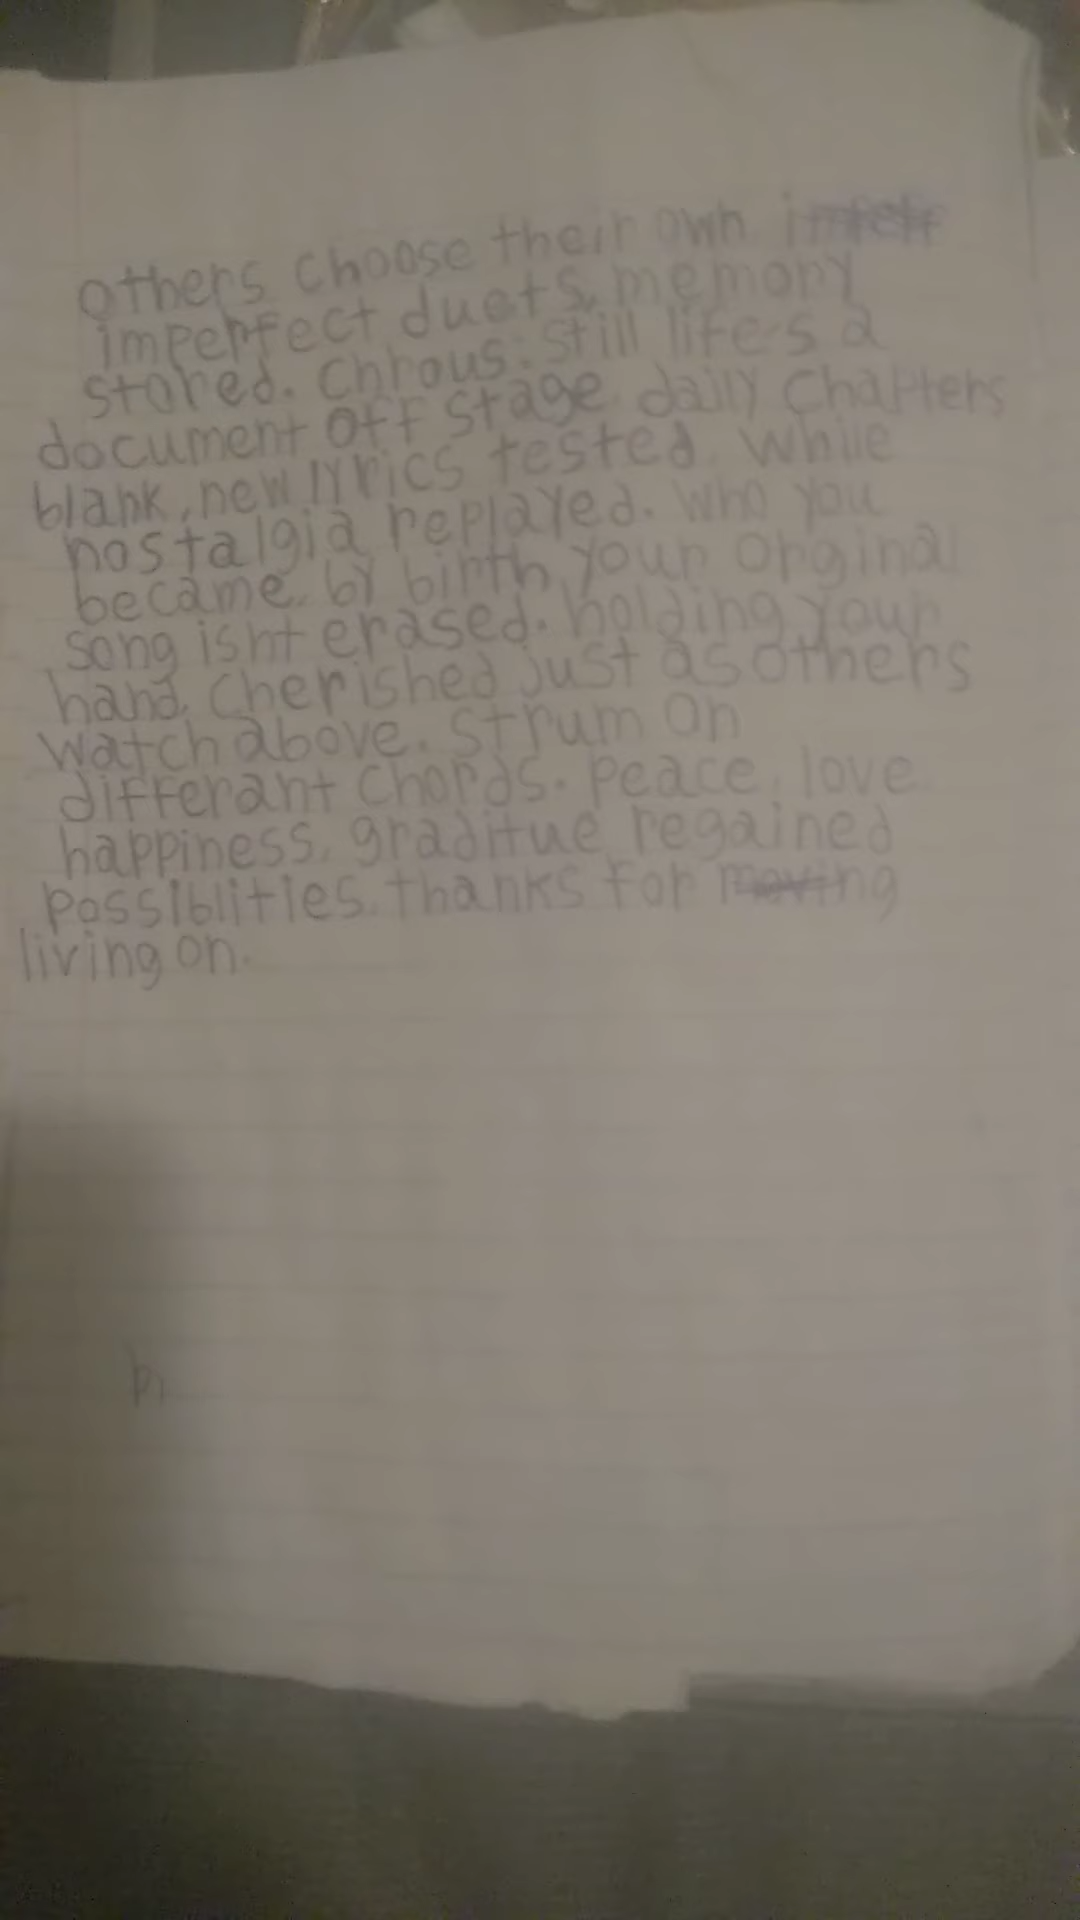 others choose their own
imperfect duets, memory
stored. Chrous: still life's a
document off stage. daily chapters
blank, new lyrics tested. while
nostalgia replayed. who you
became. by birth, your orginal
song isnt erased. holding your
hand, cherished just as others
watch above. strum on
differant chords. peace, love
happiness, graditue regained
possiblities. thanks for
living on.